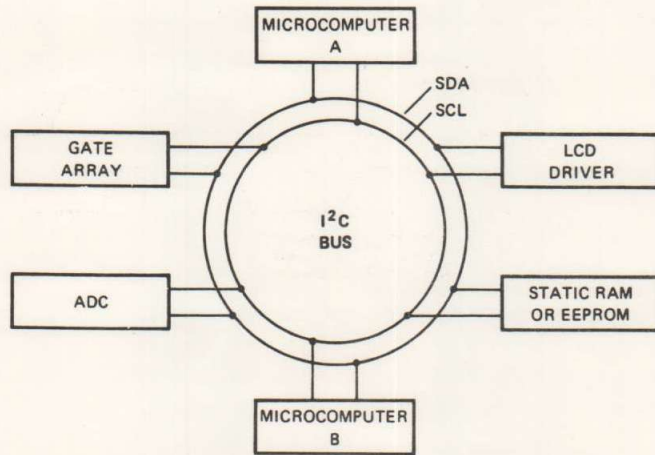 MICROCOMPUTER
A
SDA
SCL
GATE
ARRAY
LCD
DRIVER
I²C
BUS
ADC
STATIC RAM
OR EEPROM
MICROCOMPUTER
B